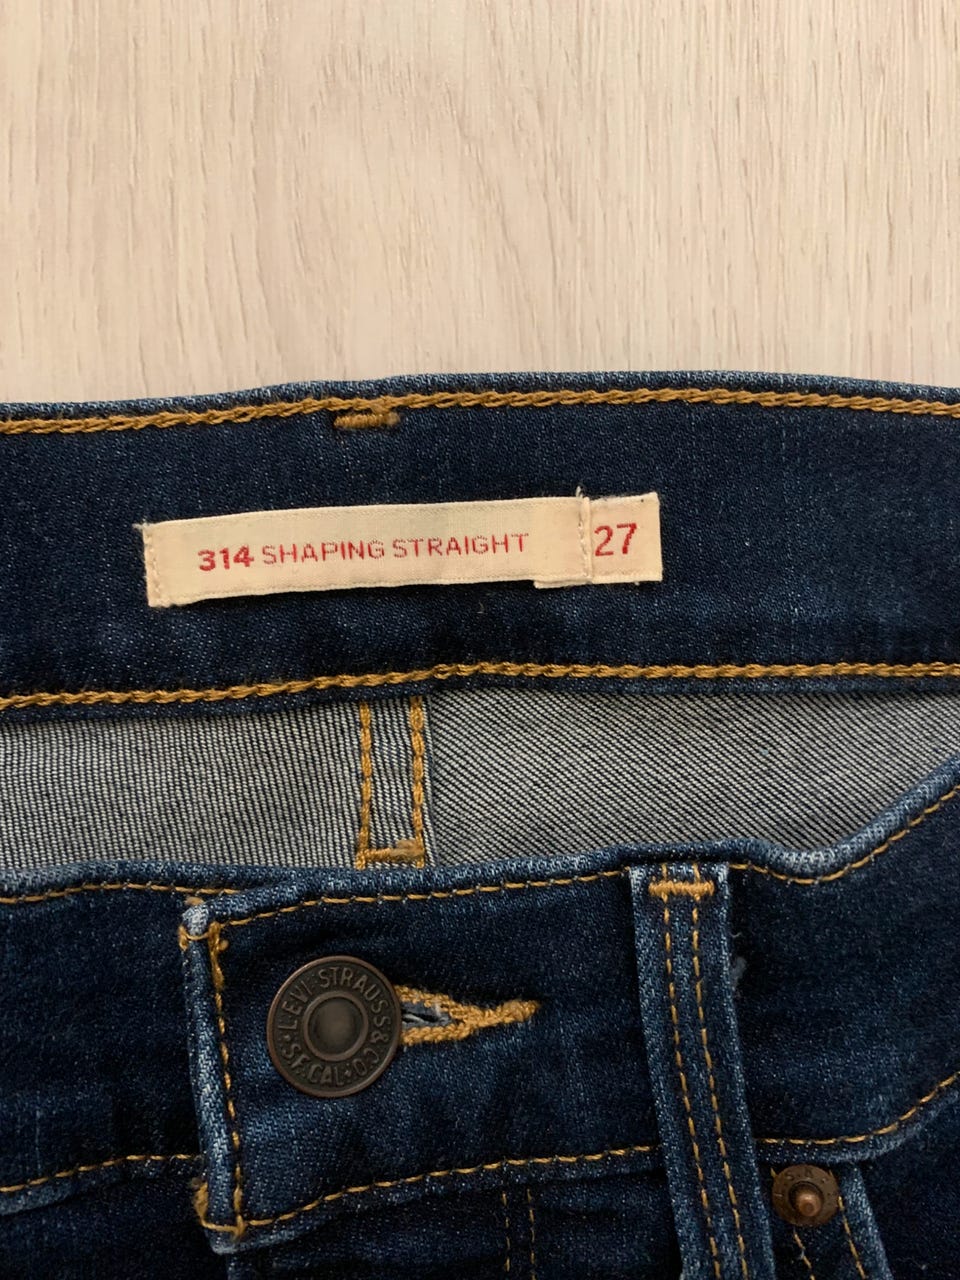 314 SHAPING STRAIGHT 27
LEVI STRAUSS & CO.
S.F. CAL.